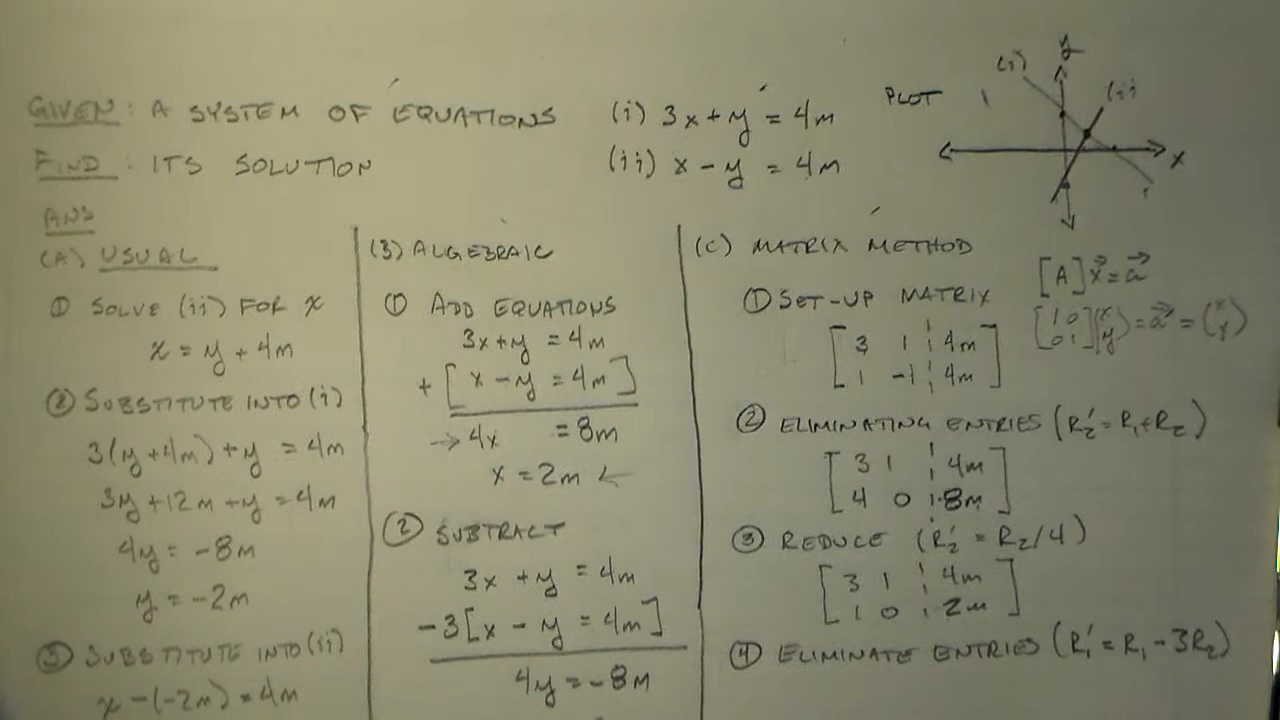 GIVEN: A SYSTEM OF EQUATIONS (i) 3x+y = 4m
FIND: ITS SOLUTION (ii) x - y = 4m
PLOT
(i)
(ii
y
x
ANS
(A) USUAL
① SOLVE (ii) FOR x
x = y + 4m
② SUBSTITUTE INTO (i)
3(y+4m)+y = 4m
3y+12m+y = 4m
4y = -8m
y = -2m
③ SUBSTITUTE INTO (ii)
x-(-2m) = 4m
(B) ALGEBRAIC
① ADD EQUATIONS
3x+y = 4m
+ [x - y = 4m]
→ 4x = 8m
x = 2m ←
② SUBTRACT
3x + y = 4m
-3[x - y = 4m]
4y = -8m
(C) MATRIX METHOD
① SET-UP MATRIX
[3 1 ¦ 4m
1 -1 ¦ 4m]
[A]x⃗ = a⃗
[1 0
0 1](x
y) = a⃗ = (x
y)
② ELIMINATING ENTRIES (R₂' = R₁+R₂)
[3 1 ¦ 4m
4 0 ¦ 8m]
③ REDUCE (R₂' = R₂/4)
[3 1 ¦ 4m
1 0 ¦ 2m]
④ ELIMINATE ENTRIES (R₁' = R₁ - 3R₂)